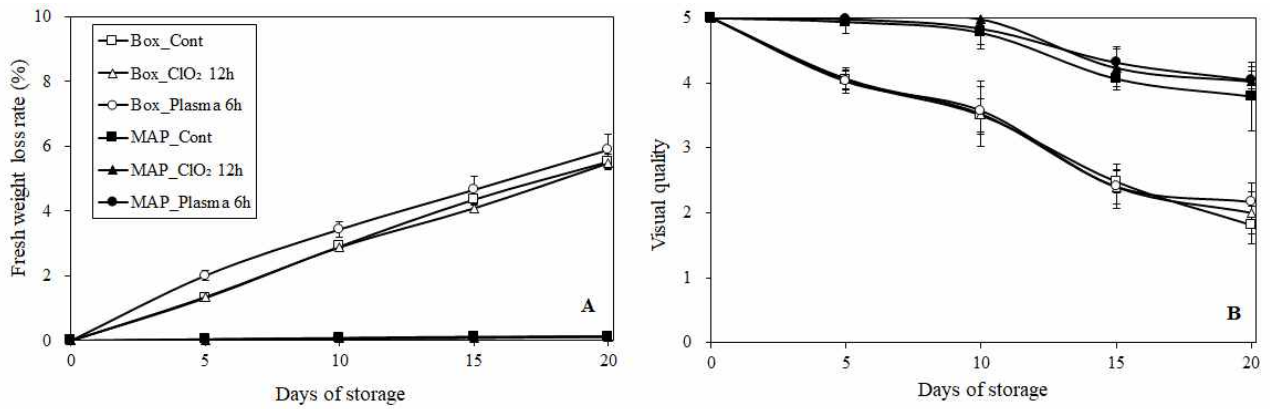 10
8
6
4
2
0
Fresh weight loss rate (%)
Box_Cont
Box_ClO₂ 12h
Box_Plasma 6h
MAP_Cont
MAP_ClO₂ 12h
MAP_Plasma 6h
A
0 5 10 15 20
Days of storage
5
4
3
2
1
0
Visual quality
B
0 5 10 15 20
Days of storage